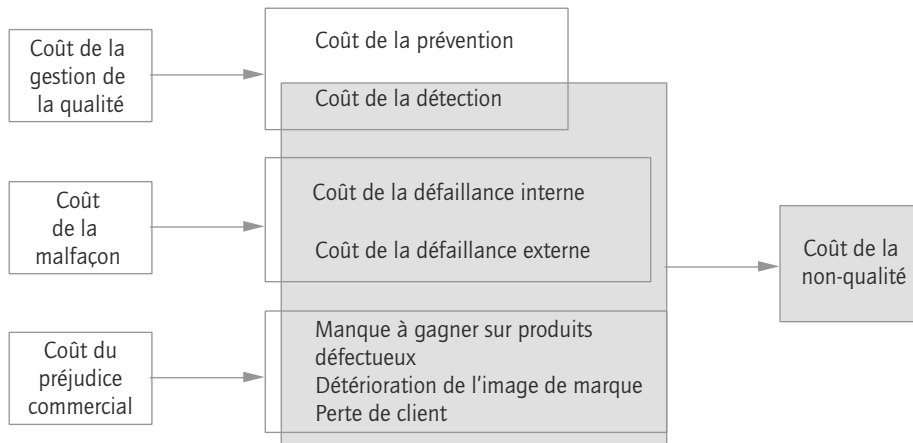 Coût de la
gestion de
la qualité
Coût de la prévention
Coût de la détection
Coût
de la
malfaçon
Coût de la défaillance interne
Coût de la défaillance externe
Coût de la
non-qualité
Coût du
préjudice
commercial
Manque à gagner sur produits
défectueux
Détérioration de l'image de marque
Perte de client